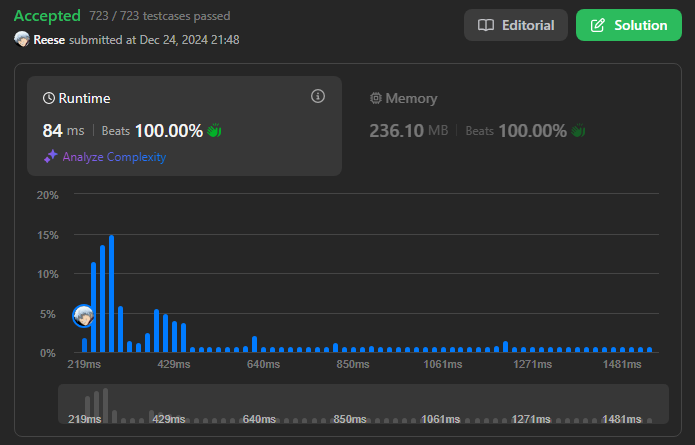 Accepted 723 / 723 testcases passed
Reese submitted at Dec 24, 2024 21:48
Editorial
Solution
Runtime
84 ms | Beats 100.00%
Analyze Complexity
Memory
236.10 MB | Beats 100.00%
20%
15%
10%
5%
0%
219ms 429ms 640ms 850ms 1061ms 1271ms 1481ms
219ms 429ms 640ms 850ms 1061ms 1271ms 1481ms